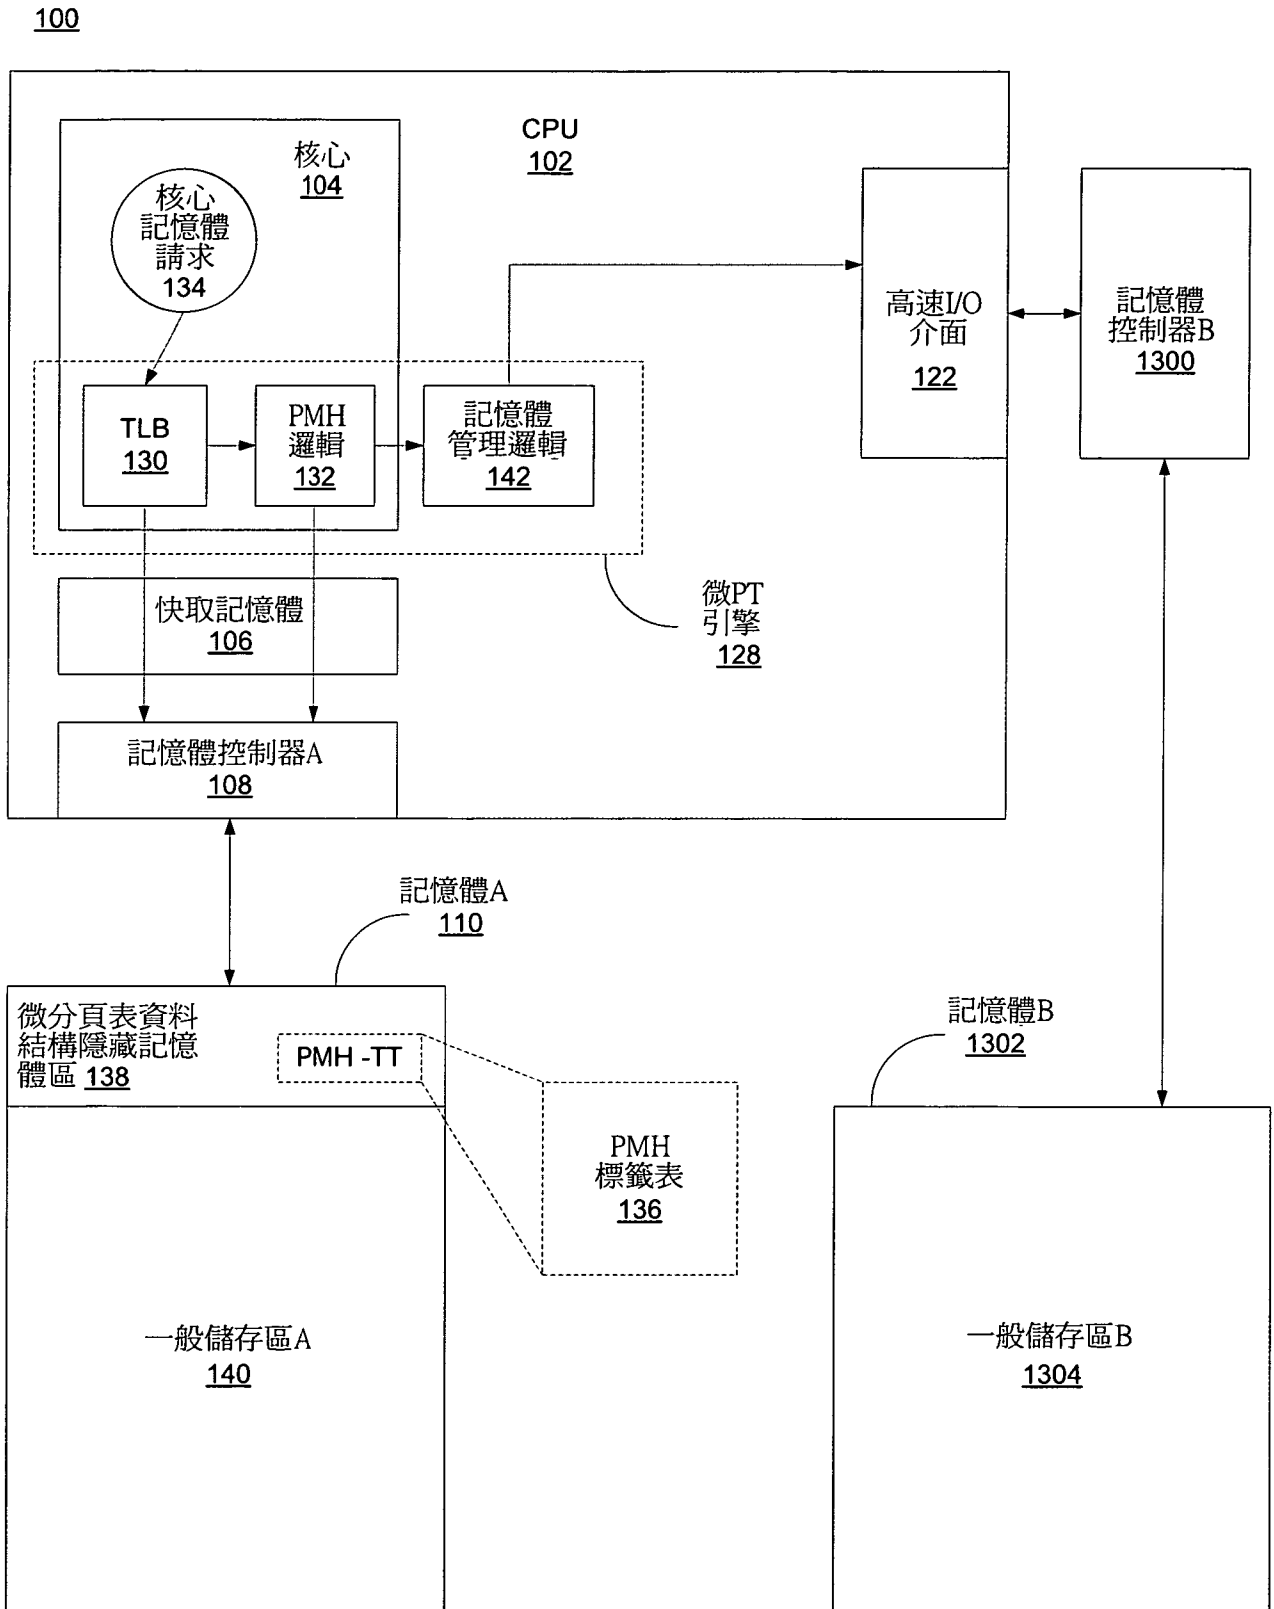 100
CPU
102
核心
104
核心
記憶體
請求
134
TLB
130
PMH
邏輯
132
記憶體
管理邏輯
142
高速I/O
介面
122
記憶體
控制器B
1300
微PT
引擎
128
快取記憶體
106
記憶體控制器A
108
記憶體A
110
微分頁表資料
結構隱藏記憶
體區 138
PMH -TT
PMH
標籤表
136
記憶體B
1302
一般儲存區A
140
一般儲存區B
1304